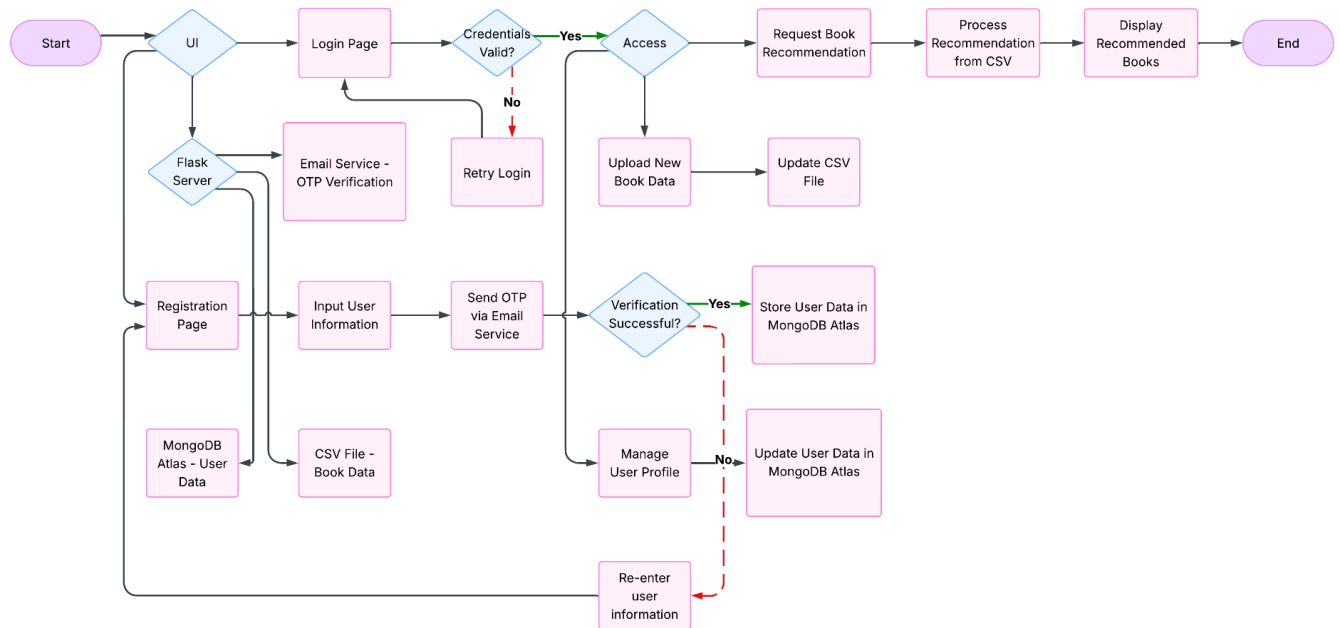 Start
UI
Login Page
Credentials
Valid?
Yes
Access
Request Book
Recommendation
Process
Recommendation
from CSV
Display
Recommended
Books
End
No
Flask
Server
Email Service -
OTP Verification
Retry Login
Upload New
Book Data
Update CSV
File
Registration
Page
Input User
Information
Send OTP
via Email
Service
Verification
Successful?
Yes
Store User Data in
MongoDB Atlas
MongoDB
Atlas - User
Data
CSV File -
Book Data
Manage
User Profile
No
Update User Data in
MongoDB Atlas
Re-enter
user
information